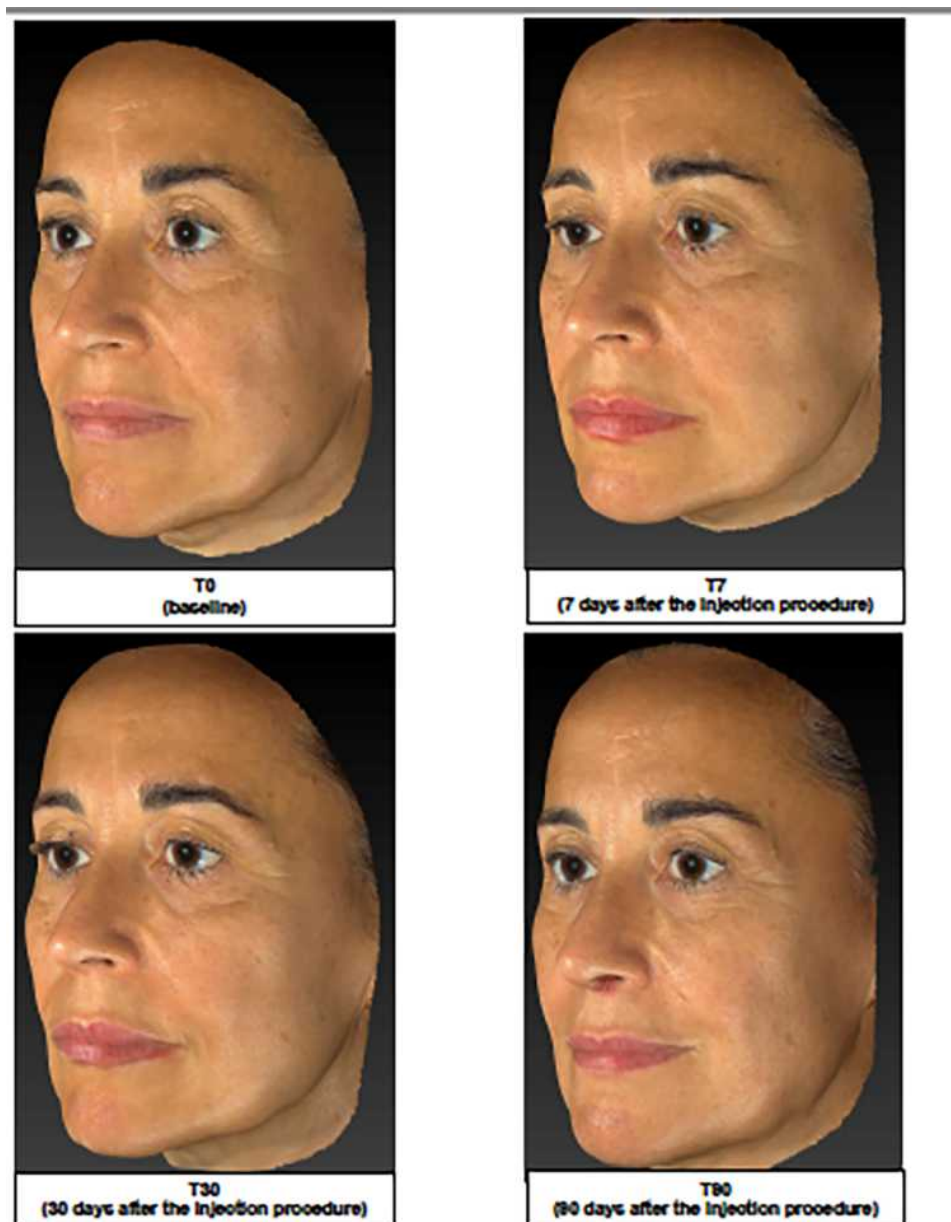 T0
(baseline)
T7
(7 days after the injection procedure)
T30
(30 days after the injection procedure)
T90
(90 days after the injection procedure)